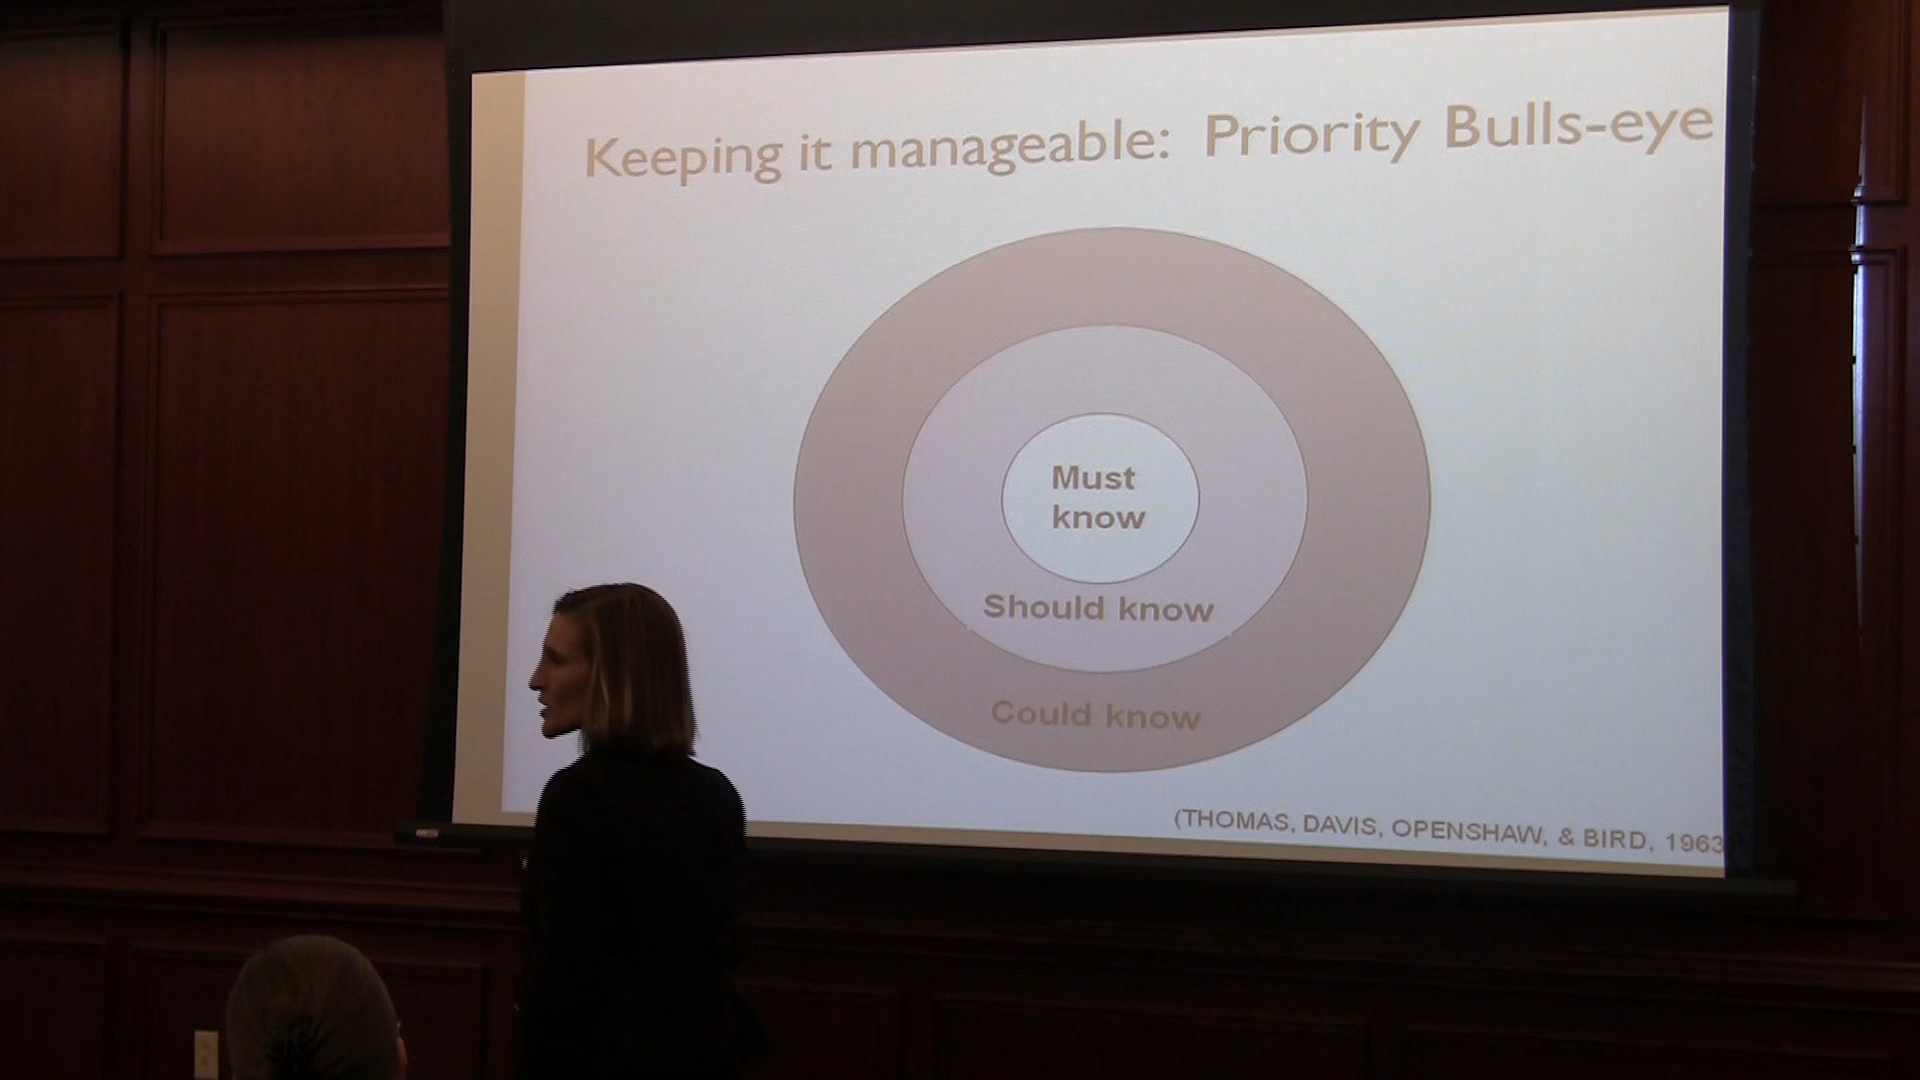 Keeping it manageable: Priority Bulls-eye
Must
know
Should know
Could know
(THOMAS, DAVIS, OPENSHAW, & BIRD, 1963